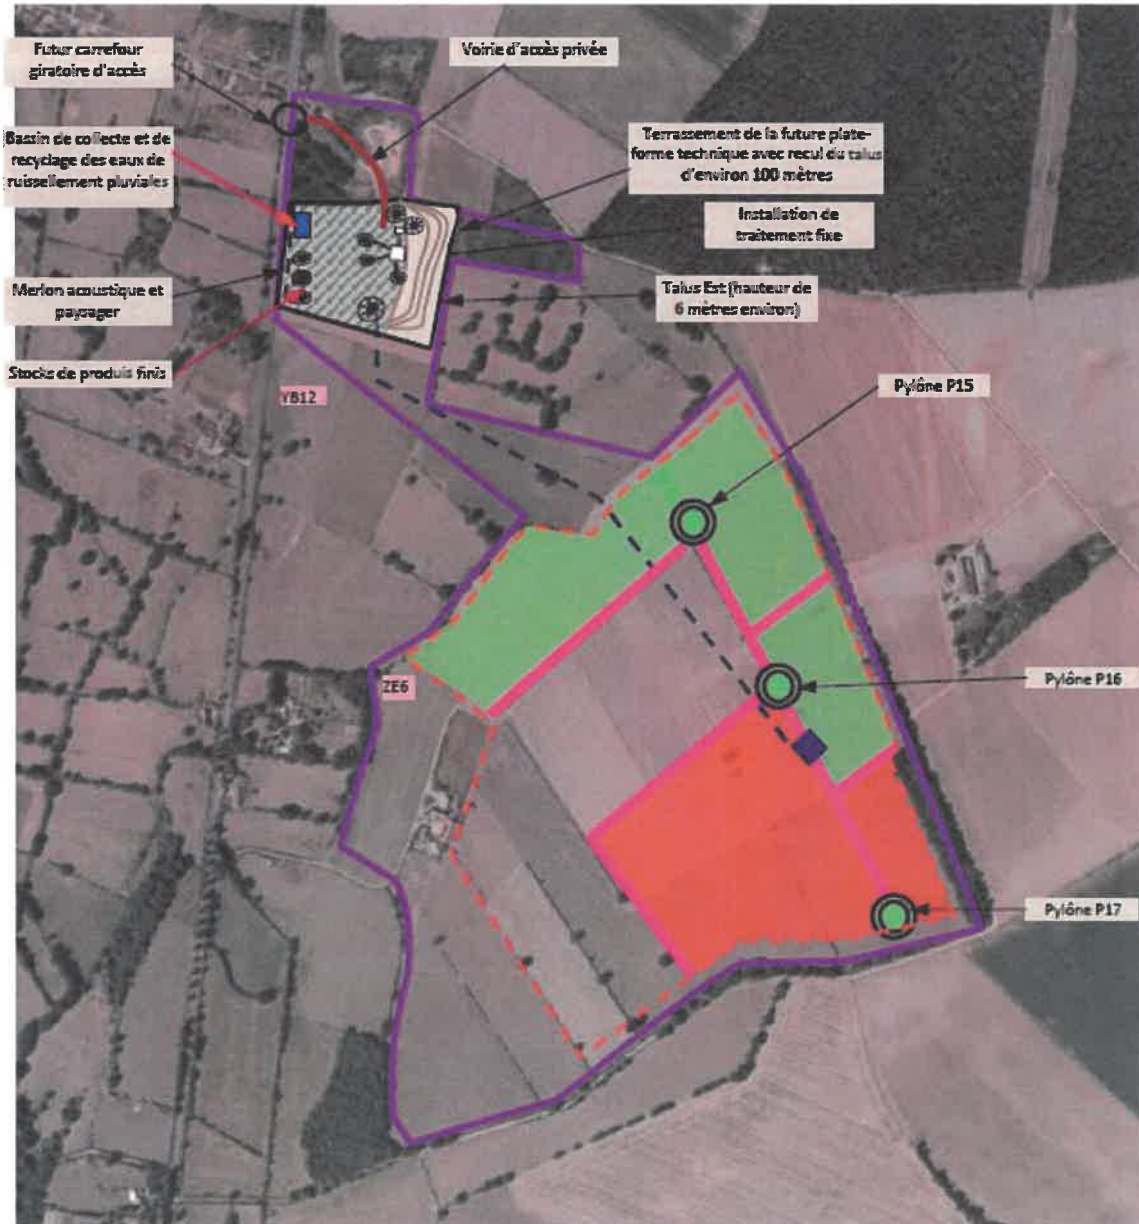 Futur carrefour
giratoire d'accès
Voirie d'accès privée
Bassin de collecte et de
recyclage des eaux de
ruissellement pluviales
Terrassement de la future plate-
forme technique avec recul du talus
d'environ 100 mètres
Installation de
traitement fixe
Merlon acoustique et
paysager
Talus Est (hauteur de
6 mètres environ)
Stocks de produis finis
YB12
Pylône P15
ZE6
Pylône P16
Pylône P17